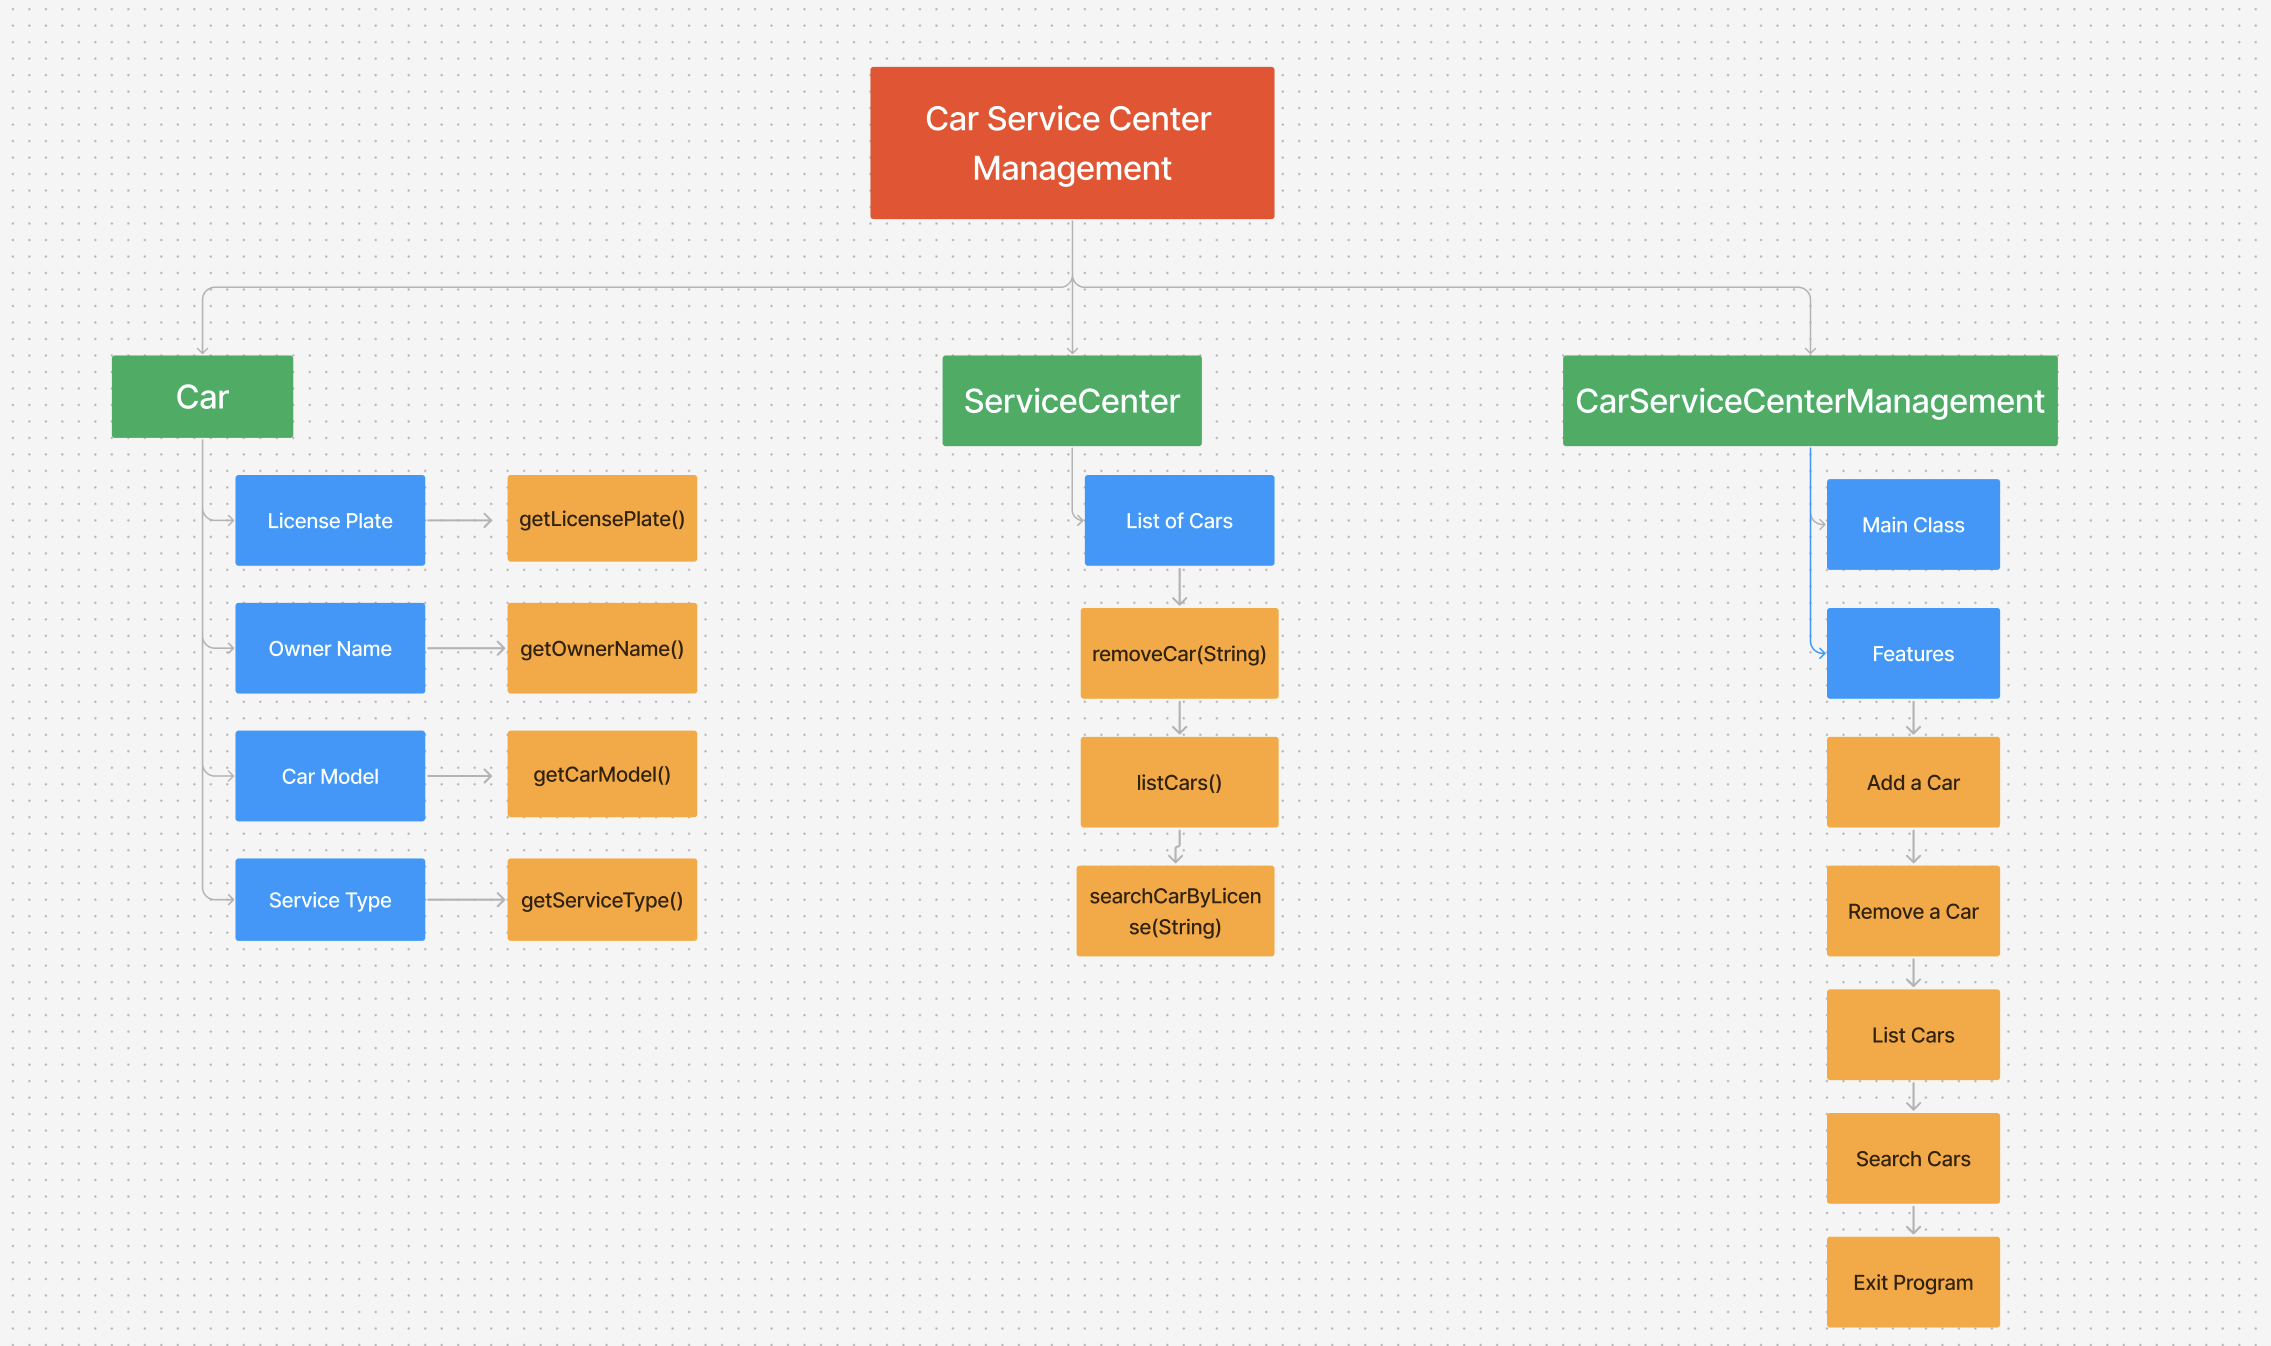 Car Service Center
Management
Car
ServiceCenter
CarServiceCenterManagement
License Plate
getLicensePlate()
Owner Name
getOwnerName()
Car Model
getCarModel()
Service Type
getServiceType()
List of Cars
removeCar(String)
listCars()
searchCarByLicen
se(String)
Main Class
Features
Add a Car
Remove a Car
List Cars
Search Cars
Exit Program